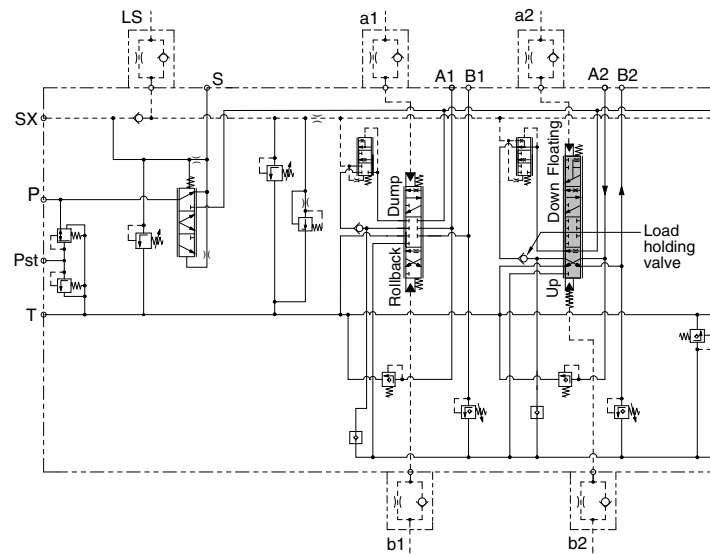 LS
a1
a2
S
A1
B1
A2
B2
SX
P
Pst
T
Dump
Rollback
Down Floating
Up
Load
holding
valve
b1
b2